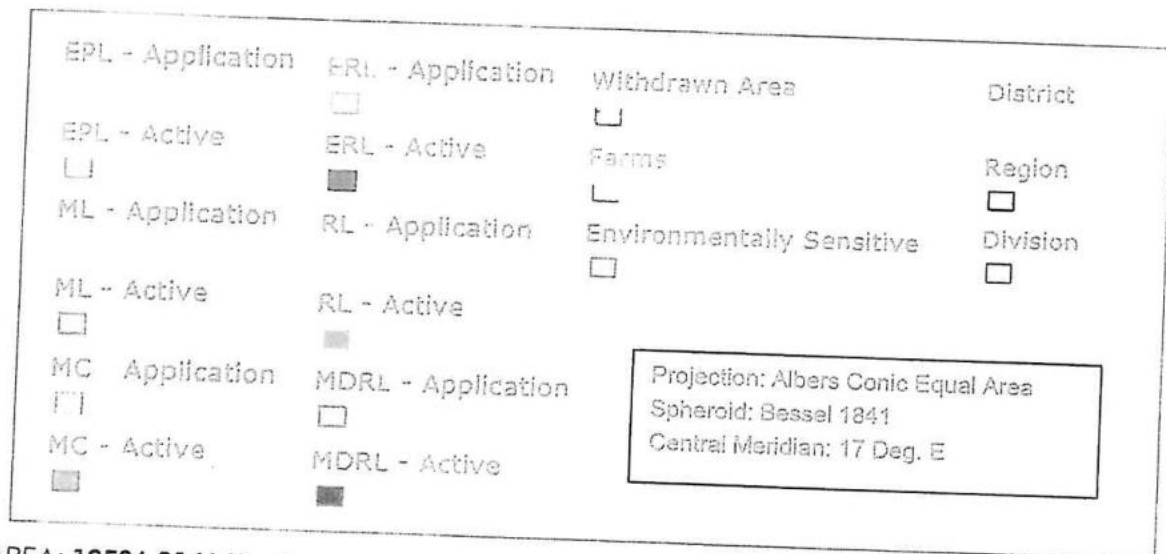 EPL - Application
EPL - Active
ML - Application
ML - Active
MC Application
MC - Active
ERL - Application
ERL - Active
RL - Application
RL - Active
MDRL - Application
MDRL - Active
Withdrawn Area
Farms
Environmentally Sensitive
District
Region
Division
Projection: Albers Conic Equal Area
Spheroid: Bessel 1841
Central Meridian: 17 Deg. E